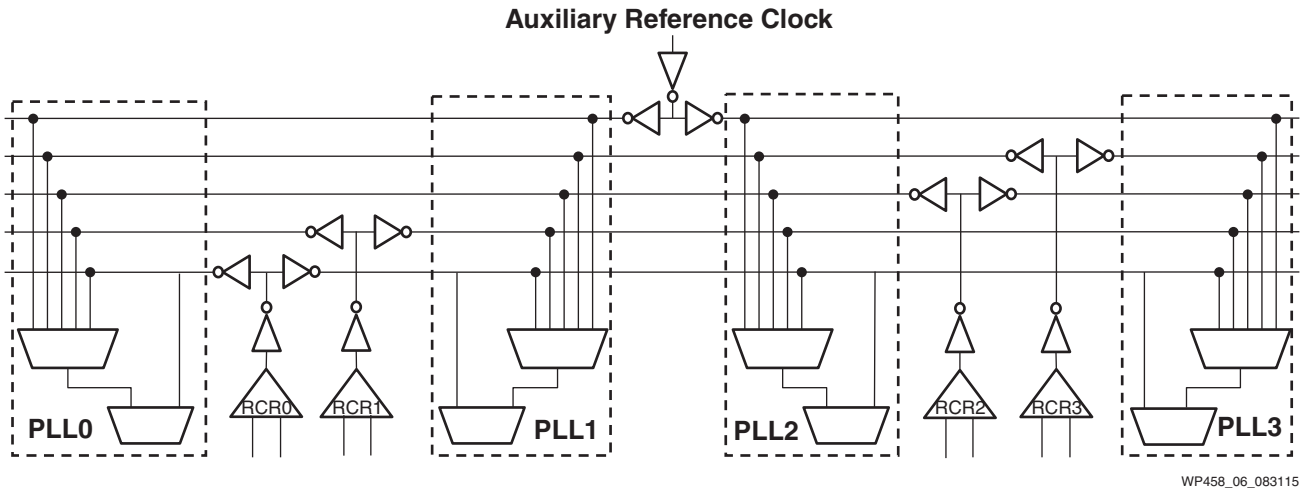 Auxiliary Reference Clock
RCR0
RCR1
RCR2
RCR3
PLL0
PLL1
PLL2
PLL3
WP458_06_083115